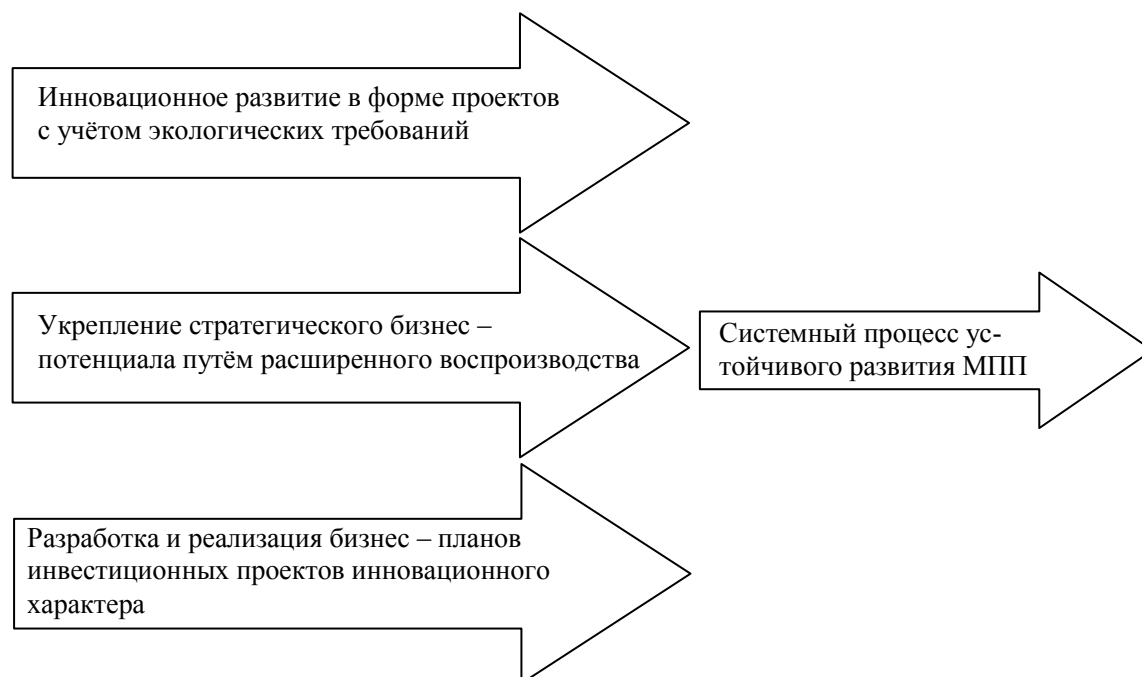 Инновационное развитие в форме проектов
с учётом экологических требований
Укрепление стратегического бизнес –
потенциала путём расширенного воспроизводства
Системный процесс ус-
тойчивого развития МПП
Разработка и реализация бизнес – планов
инвестиционных проектов инновационного
характера